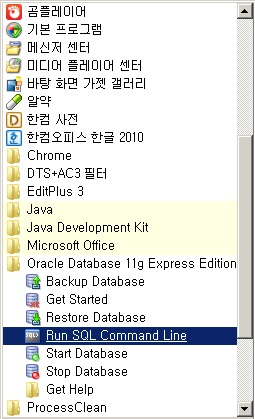 곰플레이어
기본 프로그램
메신저 센터
미디어 플레이어 센터
바탕 화면 가젯 갤러리
알약
한컴 사전
한컴오피스 한글 2010
Chrome
DTS+AC3 필터
EditPlus 3
Java
Java Development Kit
Microsoft Office
Oracle Database 11g Express Edition
Backup Database
Get Started
Restore Database
Run SQL Command Line
Start Database
Stop Database
Get Help
ProcessClean